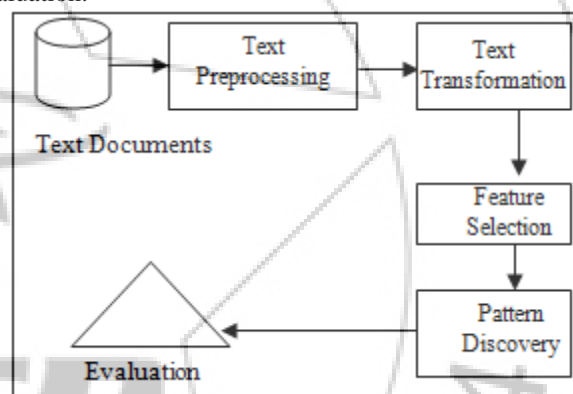 Text
Preprocessing
Text
Transformation
Text Documents
Feature
Selection
Pattern
Discovery
Evaluation